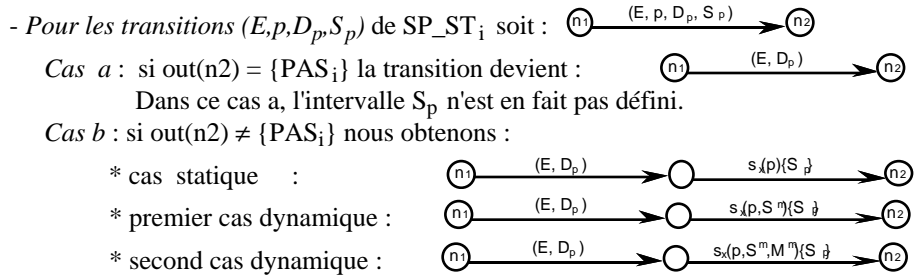 - Pour les transitions (E,p,Dp,Sp) de SP_STi soit : n1 (E, p, Dp, Sp) n2
Cas a : si out(n2) = {PASi} la transition devient : n1 (E, Dp) n2
Dans ce cas a, l'intervalle Sp n'est en fait pas défini.
Cas b : si out(n2) ≠ {PASi} nous obtenons :
* cas statique : n1 (E, Dp) sx(p){Sp} n2
* premier cas dynamique : n1 (E, Dp) sx(p,Sm){Sp} n2
* second cas dynamique : n1 (E, Dp) sx(p,Sm,Mm){Sp} n2